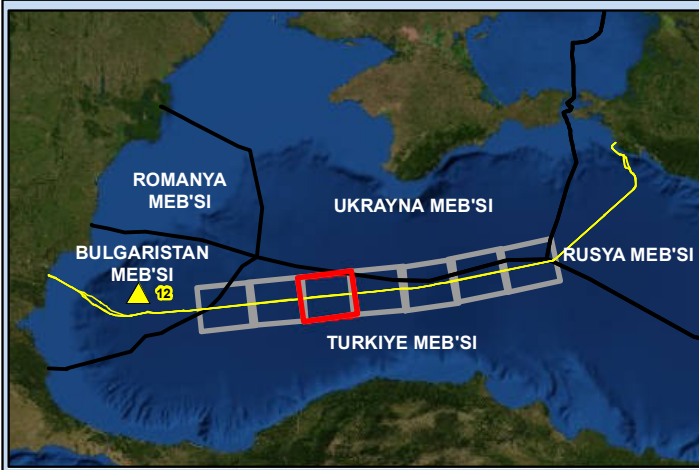 ROMANYA
MEB'SI
UKRAYNA MEB'SI
BULGARISTAN
MEB'SI
12
RUSYA MEB'SI
TURKIYE MEB'SI